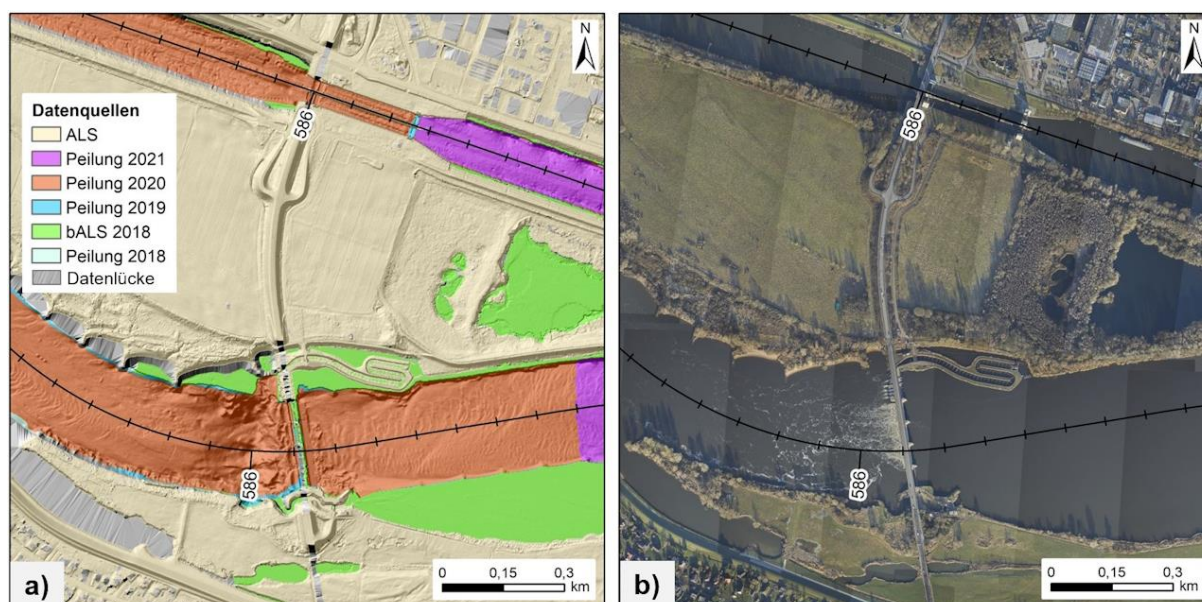 N
586
Datenquellen
ALS
Peilung 2021
Peilung 2020
Peilung 2019
bALS 2018
Peilung 2018
Datenlücke
586
a)
0 0,15 0,3
km
N
586
586
b)
0 0,15 0,3
km